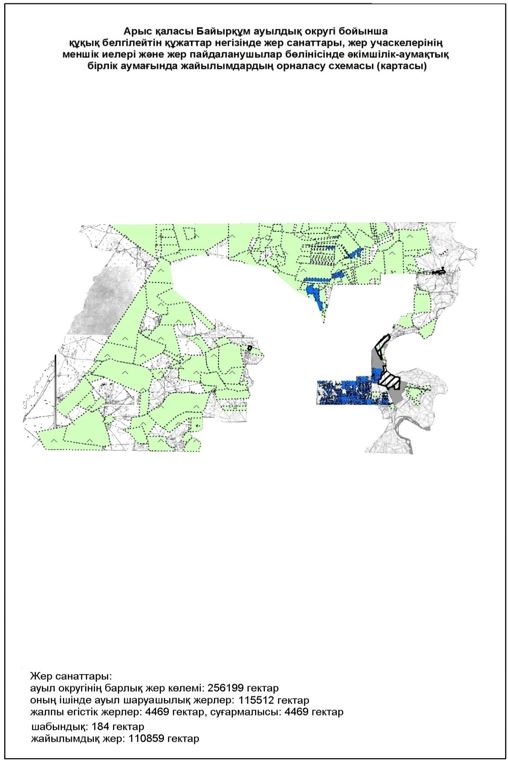 Арыс қаласы Байырқұм ауылдық округі бойынша
құқық белгілейтін құжаттар негізінде жер санаттары, жер учаскелерінің
меншік иелері және жер пайдаланушылар бөлінісінде әкімшілік-аумақтық
бірлік аумағында жайылымдардың орналасу схемасы (картасы)
Жер санаттары:
ауыл округінің барлық жер көлемі: 256199 гектар
оның ішінде ауыл шаруашылық жерлер: 115512 гектар
жалпы егістік жерлер: 4469 гектар, суғармалысы: 4469 гектар
шабындық: 184 гектар
жайылымдық жер: 110859 гектар